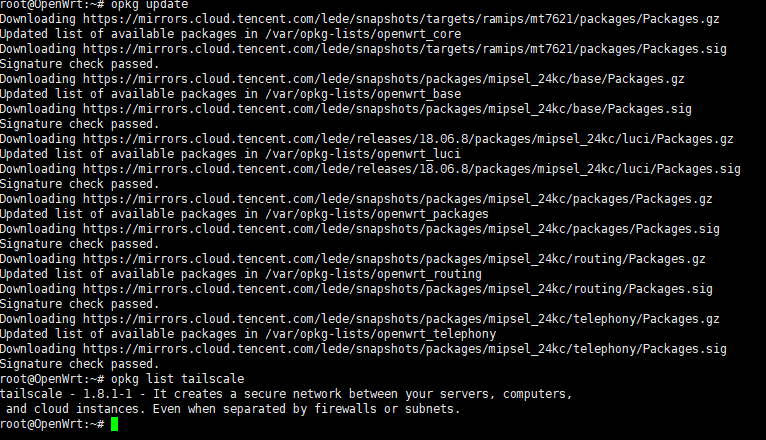 root@OpenWrt:~# opkg update
Downloading https://mirrors.cloud.tencent.com/lede/snapshots/targets/ramips/mt7621/packages/Packages.gz
Updated list of available packages in /var/opkg-lists/openwrt_core
Downloading https://mirrors.cloud.tencent.com/lede/snapshots/targets/ramips/mt7621/packages/Packages.sig
Signature check passed.
Downloading https://mirrors.cloud.tencent.com/lede/snapshots/packages/mipsel_24kc/base/Packages.gz
Updated list of available packages in /var/opkg-lists/openwrt_base
Downloading https://mirrors.cloud.tencent.com/lede/snapshots/packages/mipsel_24kc/base/Packages.sig
Signature check passed.
Downloading https://mirrors.cloud.tencent.com/lede/releases/18.06.8/packages/mipsel_24kc/luci/Packages.gz
Updated list of available packages in /var/opkg-lists/openwrt_luci
Downloading https://mirrors.cloud.tencent.com/lede/releases/18.06.8/packages/mipsel_24kc/luci/Packages.sig
Signature check passed.
Downloading https://mirrors.cloud.tencent.com/lede/snapshots/packages/mipsel_24kc/packages/Packages.gz
Updated list of available packages in /var/opkg-lists/openwrt_packages
Downloading https://mirrors.cloud.tencent.com/lede/snapshots/packages/mipsel_24kc/packages/Packages.sig
Signature check passed.
Downloading https://mirrors.cloud.tencent.com/lede/snapshots/packages/mipsel_24kc/routing/Packages.gz
Updated list of available packages in /var/opkg-lists/openwrt_routing
Downloading https://mirrors.cloud.tencent.com/lede/snapshots/packages/mipsel_24kc/routing/Packages.sig
Signature check passed.
Downloading https://mirrors.cloud.tencent.com/lede/snapshots/packages/mipsel_24kc/telephony/Packages.gz
Updated list of available packages in /var/opkg-lists/openwrt_telephony
Downloading https://mirrors.cloud.tencent.com/lede/snapshots/packages/mipsel_24kc/telephony/Packages.sig
Signature check passed.
root@OpenWrt:~# opkg list tailscale
tailscale - 1.8.1-1 - It creates a secure network between your servers, computers,
 and cloud instances. Even when separated by firewalls or subnets.
root@OpenWrt:~#